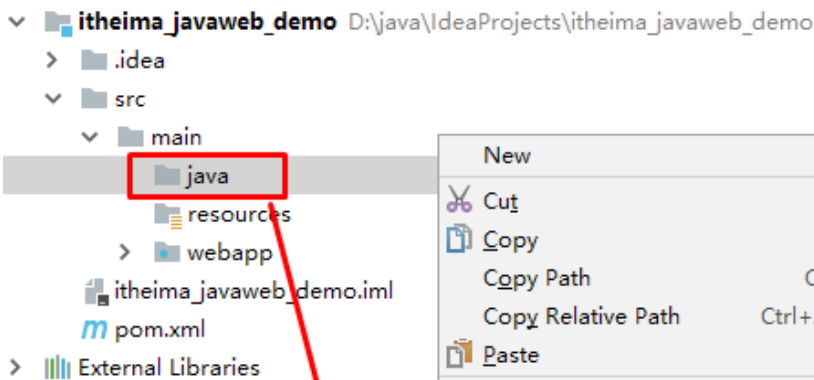 itheima_javaweb_demo D:\java\IdeaProjects\itheima_javaweb_demo
.idea
src
main
java
resources
webapp
itheima_javaweb_demo.iml
pom.xml
External Libraries
New
Cut
Copy
Copy Path
Copy Relative Path Ctrl+
Paste